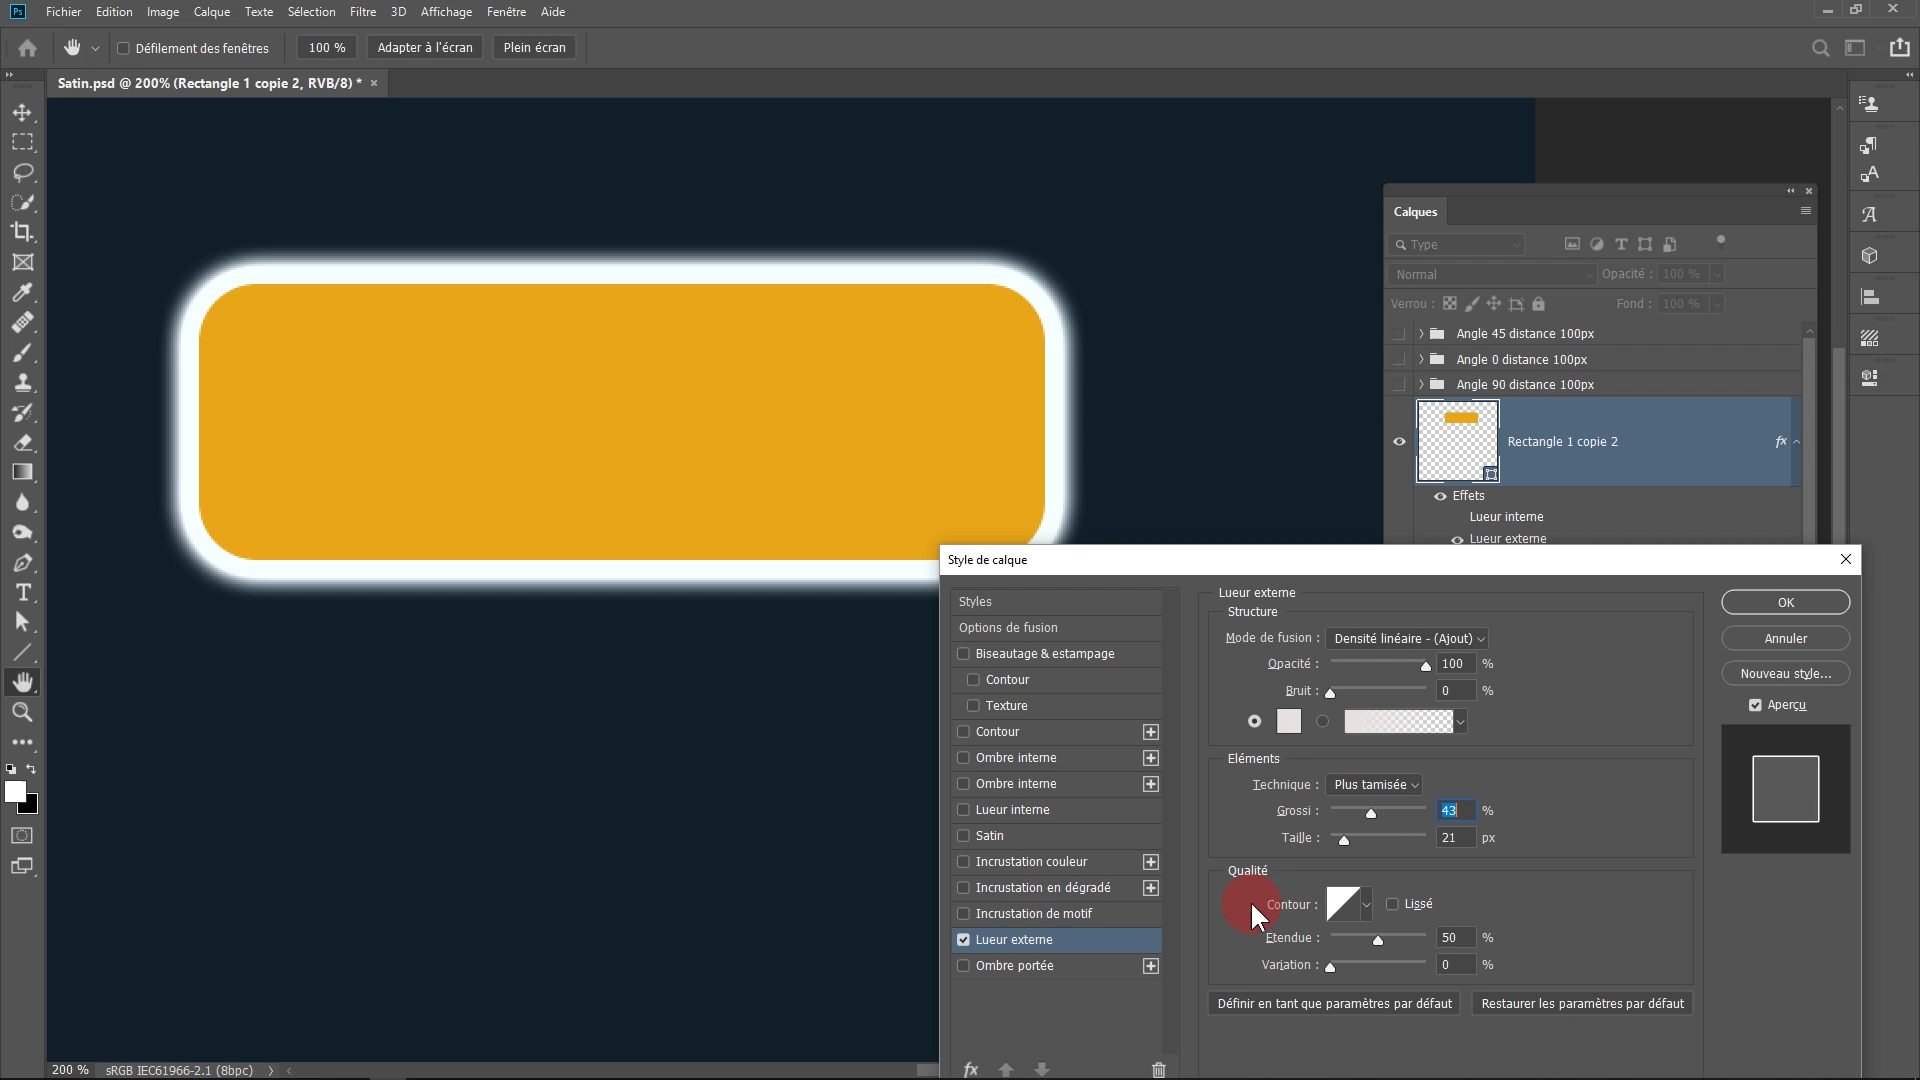 Ps Fichier Edition Image Calque Texte Sélection Filtre 3D Affichage Fenêtre Aide
Défilement des fenêtres 100 % Adapter à l'écran Plein écran
Satin.psd @ 200% (Rectangle 1 copie 2, RVB/8) * ×
Calques
Type
Normal Opacité : 100 %
Verrou : Fond : 100 %
Angle 45 distance 100px
Angle 0 distance 100px
Angle 90 distance 100px
Rectangle 1 copie 2 fx
Effets
Lueur interne
Lueur externe
Style de calque
Styles
Options de fusion
Biseautage & estampage
Contour
Texture
Contour
Ombre interne
Ombre interne
Lueur interne
Satin
Incrustation couleur
Incrustation en dégradé
Incrustation de motif
Lueur externe
Ombre portée
fx
Lueur externe
Structure
Mode de fusion : Densité linéaire - (Ajout)
Opacité : 100 %
Bruit : 0 %
Eléments
Technique : Plus tamisée
Grossi : 43 %
Taille : 21 px
Qualité
Contour : Lissé
Etendue : 50 %
Variation : 0 %
Définir en tant que paramètres par défaut Restaurer les paramètres par défaut
OK
Annuler
Nouveau style...
Aperçu
200 % sRGB IEC61966-2.1 (8bpc)